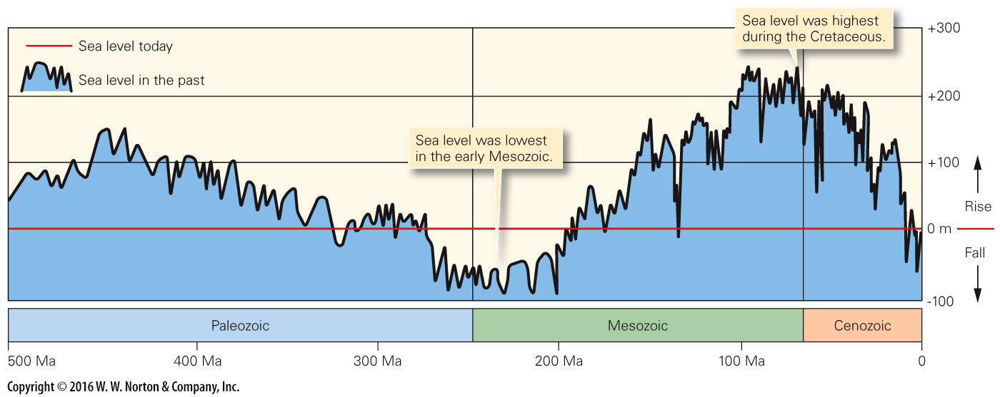 Sea level was highest
during the Cretaceous.
+300
Sea level today
Sea level in the past
+200
Sea level was lowest
in the early Mesozoic.
+100
Rise
0 m
Fall
-100
Paleozoic
Mesozoic
Cenozoic
500 Ma
400 Ma
300 Ma
200 Ma
100 Ma
0
Copyright © 2016 W. W. Norton & Company, Inc.